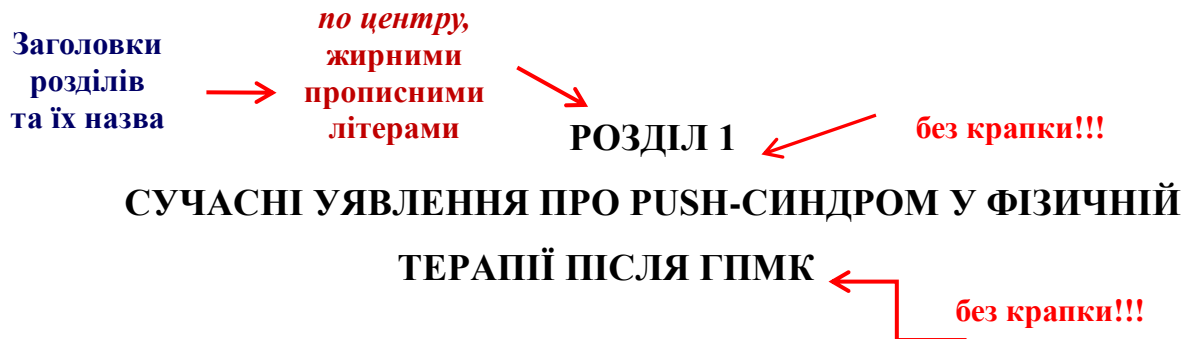 Заголовки
розділів
та їх назва
по центру,
жирними
прописними
літерами
РОЗДІЛ 1
без крапки!!!
СУЧАСНІ УЯВЛЕННЯ ПРО PUSH-СИНДРОМ У ФІЗИЧНІЙ
ТЕРАПІЇ ПІСЛЯ ГПМК
без крапки!!!